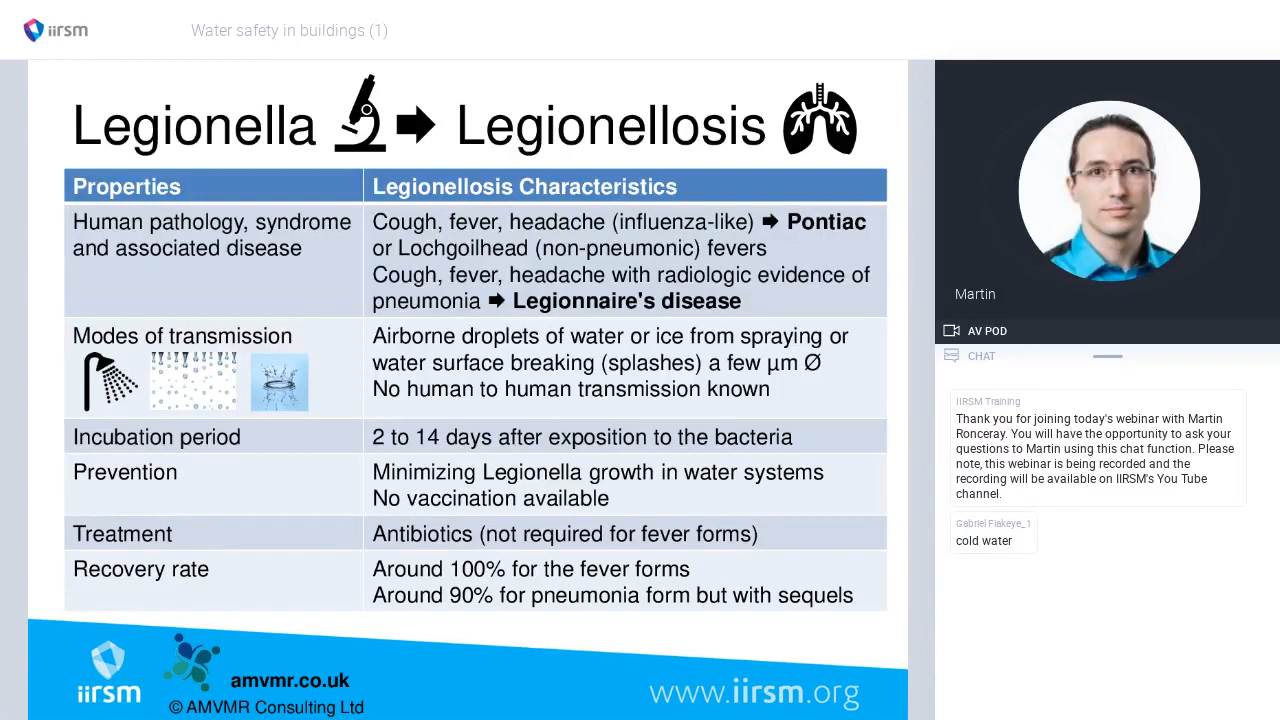 iirsm
Water safety in buildings (1)
Legionella ➡ Legionellosis
Properties
Legionellosis Characteristics
Human pathology, syndrome
and associated disease
Cough, fever, headache (influenza-like) ➡ Pontiac
or Lochgoilhead (non-pneumonic) fevers
Cough, fever, headache with radiologic evidence of
pneumonia ➡ Legionnaire's disease
Modes of transmission
Airborne droplets of water or ice from spraying or
water surface breaking (splashes) a few µm Ø
No human to human transmission known
Incubation period
2 to 14 days after exposition to the bacteria
Prevention
Minimizing Legionella growth in water systems
No vaccination available
Treatment
Antibiotics (not required for fever forms)
Recovery rate
Around 100% for the fever forms
Around 90% for pneumonia form but with sequels
iirsm
amvmr.co.uk
© AMVMR Consulting Ltd
www.iirsm.org
Martin
AV POD
CHAT
IIRSM Training
Thank you for joining today's webinar with Martin
Ronceray. You will have the opportunity to ask your
questions to Martin using this chat function. Please
note, this webinar is being recorded and the
recording will be available on IIRSM's You Tube
channel.
Gabriel Fiakeye_1
cold water